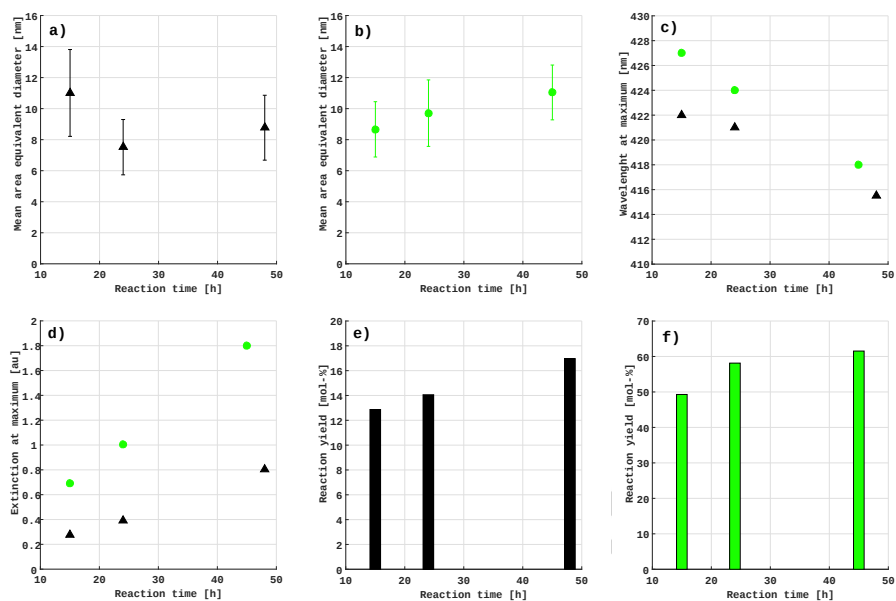 a)
Mean area equivalent diameter [nm]
16
14
12
10
8
6
4
2
0
10 20 30 40 50
Reaction time [h]
b)
Mean area equivalent diameter [nm]
16
14
12
10
8
6
4
2
0
10 20 30 40 50
Reaction time [h]
c)
Wavelenght at maximum [nm]
430
428
426
424
422
420
418
416
414
412
410
10 20 30 40 50
Reaction time [h]
d)
Extinction at maximum [au]
2
1.8
1.6
1.4
1.2
1
0.8
0.6
0.4
0.2
0
10 20 30 40 50
Reaction time [h]
e)
Reaction yield [mol-%]
20
18
16
14
12
10
8
6
4
2
0
10 20 30 40 50
Reaction time [h]
f)
Reaction yield [mol-%]
70
60
50
40
30
20
10
0
10 20 30 40 50
Reaction time [h]